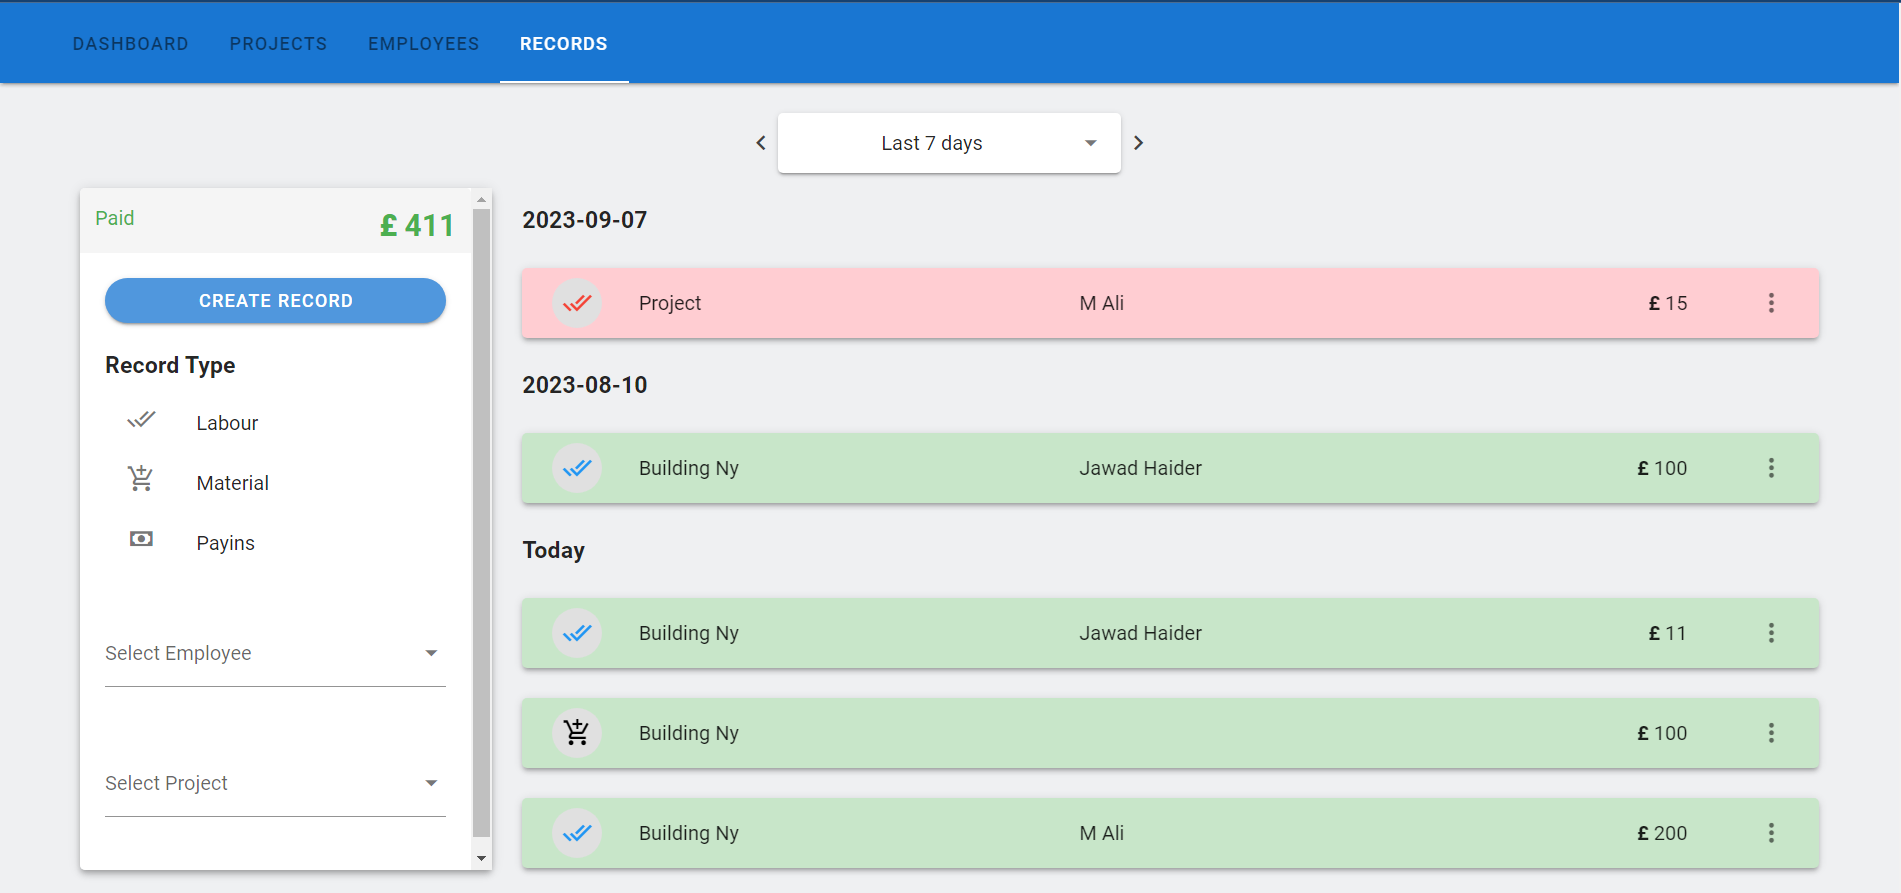 DASHBOARD PROJECTS EMPLOYEES RECORDS
Last 7 days
Paid £ 411
CREATE RECORD
Record Type
Labour
Material
Payins
Select Employee
Select Project
2023-09-07
Project M Ali £ 15
2023-08-10
Building Ny Jawad Haider £ 100
Today
Building Ny Jawad Haider £ 11
Building Ny £ 100
Building Ny M Ali £ 200